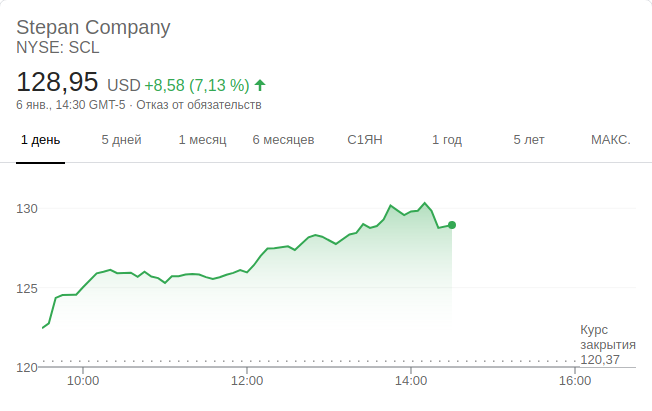 Stepan Company
NYSE: SCL
128,95 USD +8,58 (7,13 %)
6 янв., 14:30 GMT-5 · Отказ от обязательств
1 день 5 дней 1 месяц 6 месяцев С1ЯН 1 год 5 лет МАКС.
130
125
120
Курс
закрытия
120,37
10:00 12:00 14:00 16:00